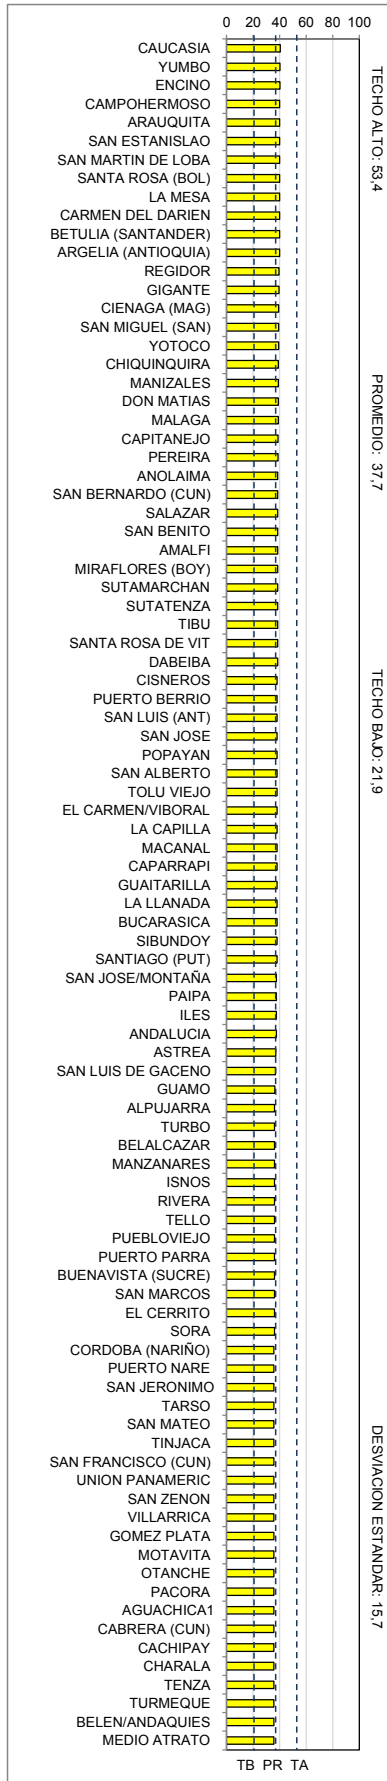 0 20 40 60 80 100
CAUCASIA
YUMBO
ENCINO
CAMPOHERMOSO
ARAUQUITA
SAN ESTANISLAO
SAN MARTIN DE LOBA
SANTA ROSA (BOL)
LA MESA
CARMEN DEL DARIEN
BETULIA (SANTANDER)
ARGELIA (ANTIOQUIA)
REGIDOR
GIGANTE
CIENAGA (MAG)
SAN MIGUEL (SAN)
YOTOCO
CHIQUINQUIRA
MANIZALES
DON MATIAS
MALAGA
CAPITANEJO
PEREIRA
ANOLAIMA
SAN BERNARDO (CUN)
SALAZAR
SAN BENITO
AMALFI
MIRAFLORES (BOY)
SUTAMARCHAN
SUTATENZA
TIBU
SANTA ROSA DE VIT
DABEIBA
CISNEROS
PUERTO BERRIO
SAN LUIS (ANT)
SAN JOSE
POPAYAN
SAN ALBERTO
TOLU VIEJO
EL CARMEN/VIBORAL
LA CAPILLA
MACANAL
CAPARRAPI
GUAITARILLA
LA LLANADA
BUCARASICA
SIBUNDOY
SANTIAGO (PUT)
SAN JOSE/MONTAÑA
PAIPA
ILES
ANDALUCIA
ASTREA
SAN LUIS DE GACENO
GUAMO
ALPUJARRA
TURBO
BELALCAZAR
MANZANARES
ISNOS
RIVERA
TELLO
PUEBLOVIEJO
PUERTO PARRA
BUENAVISTA (SUCRE)
SAN MARCOS
EL CERRITO
SORA
CORDOBA (NARIÑO)
PUERTO NARE
SAN JERONIMO
TARSO
SAN MATEO
TINJACA
SAN FRANCISCO (CUN)
UNION PANAMERIC
SAN ZENON
VILLARRICA
GOMEZ PLATA
MOTAVITA
OTANCHE
PACORA
AGUACHICA1
CABRERA (CUN)
CACHIPAY
CHARALA
TENZA
TURMEQUE
BELEN/ANDAQUIES
MEDIO ATRATO
TB PR TA
TECHO ALTO: 53,4
PROMEDIO: 37,7
TECHO BAJO: 21,9
DESVIACION ESTANDAR: 15,7